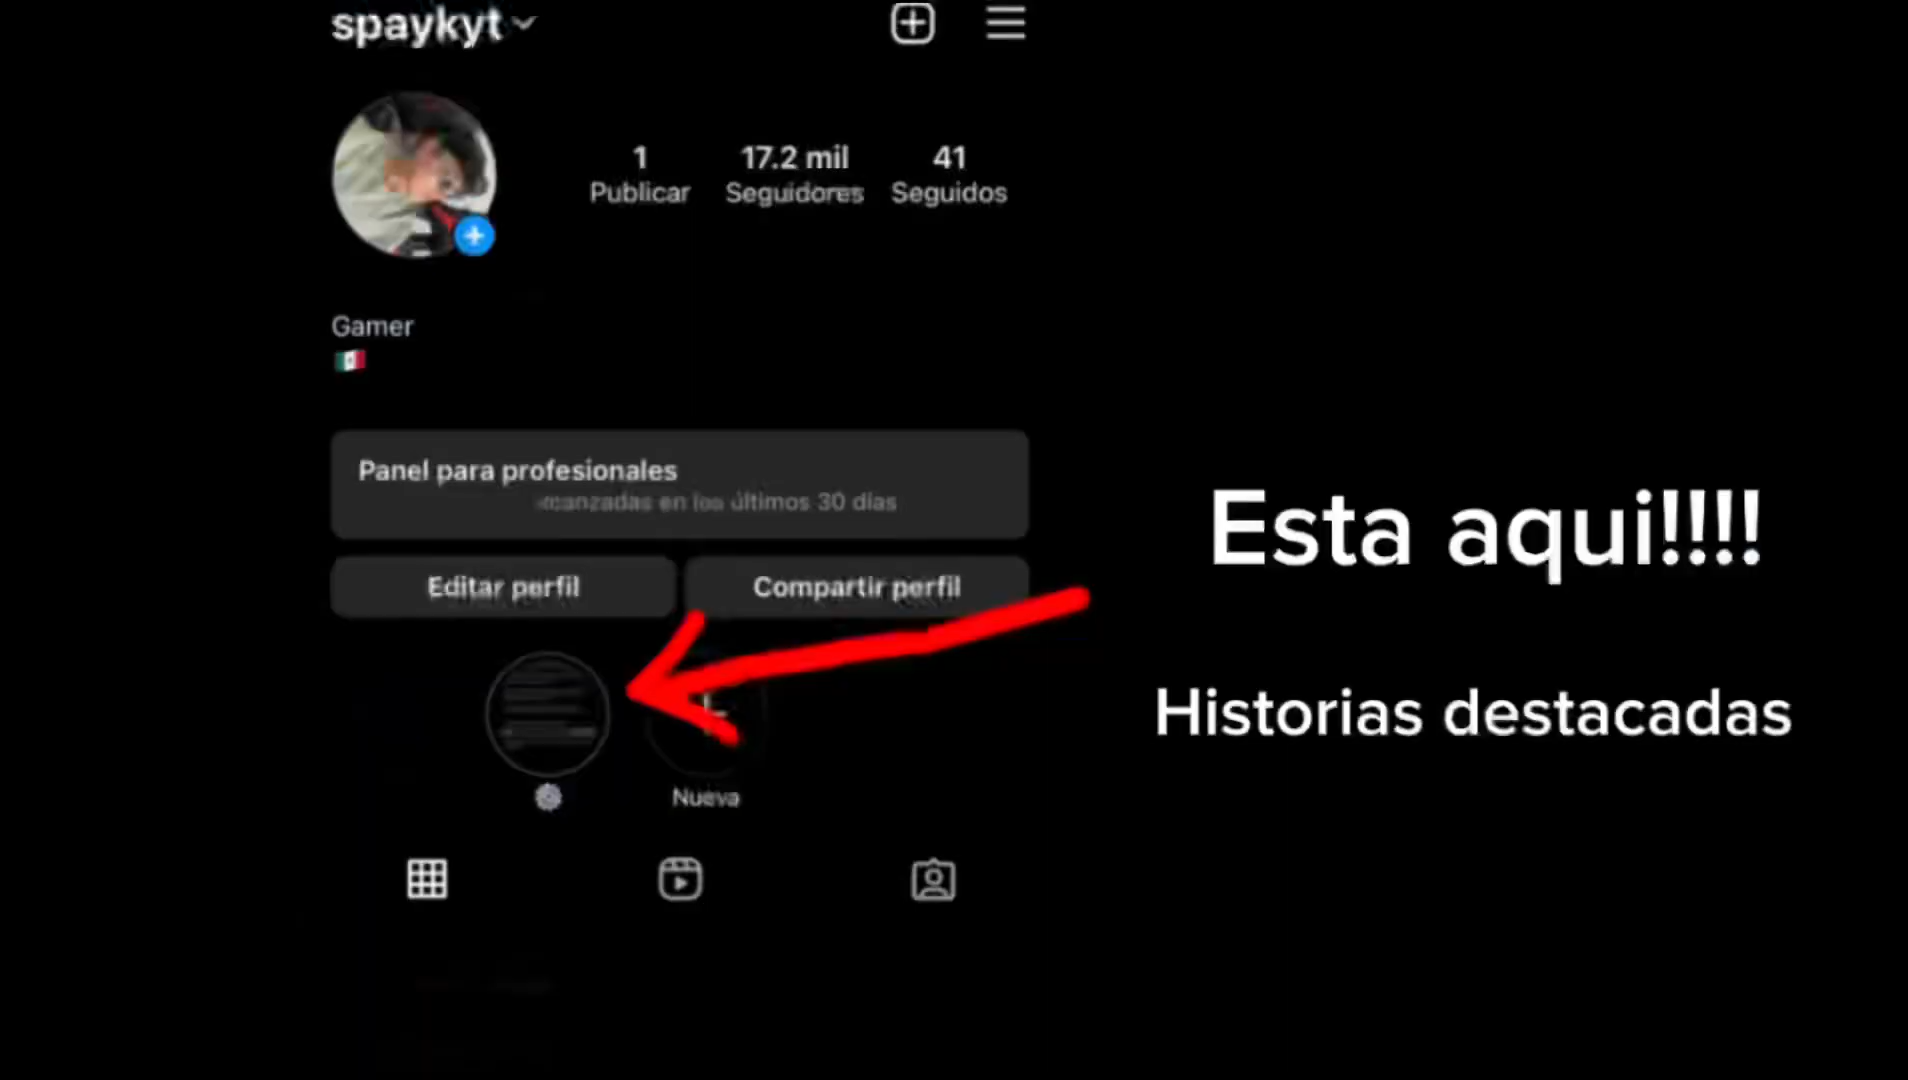 spaykyt
1 17.2 mil 41
Publicar Seguidores Seguidos
Gamer
Panel para profesionales
en los últimos 30 días
Editar perfil Compartir perfil
Esta aqui!!!!
Historias destacadas
Nueva